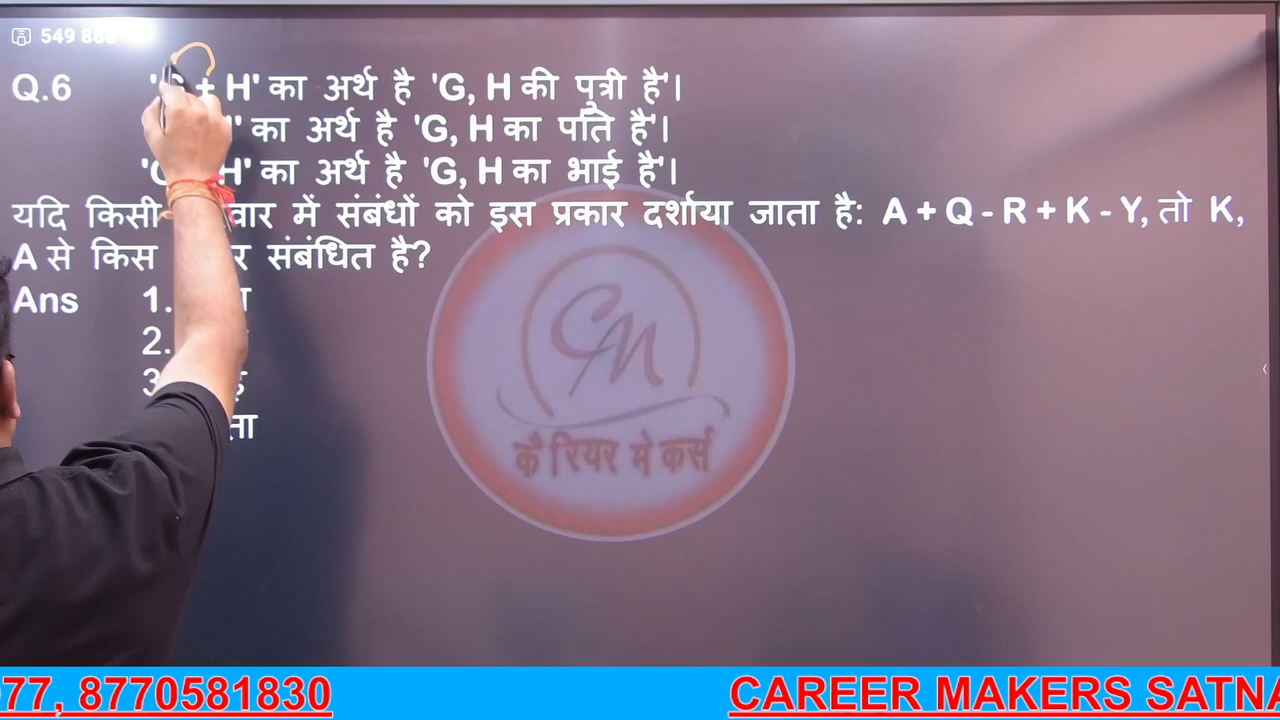 549
Q.6 + H' का अर्थ है 'G, H की पुत्री है'।
का अर्थ है 'G, H का पति है'।
H' का अर्थ है 'G, H का भाई है'।
यदि किसी में संबंधों को इस प्रकार दर्शाया जाता है: A + Q - R + K - Y, तो K,
A से किस संबंधित है?
Ans 1.
2.
3
CM
कैरियर मेकर्स
77, 8770581830
CAREER MAKERS SATNA